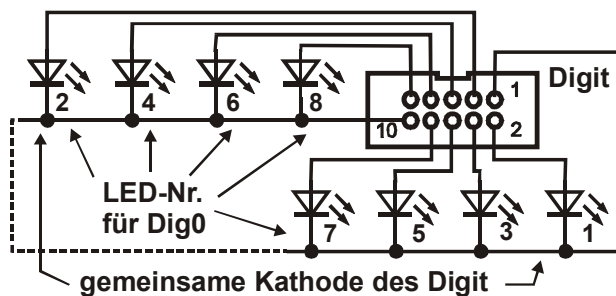 1 Digit
2 4 6 8
10 2
LED-Nr.
für Dig0
7 5 3 1
gemeinsame Kathode des Digit